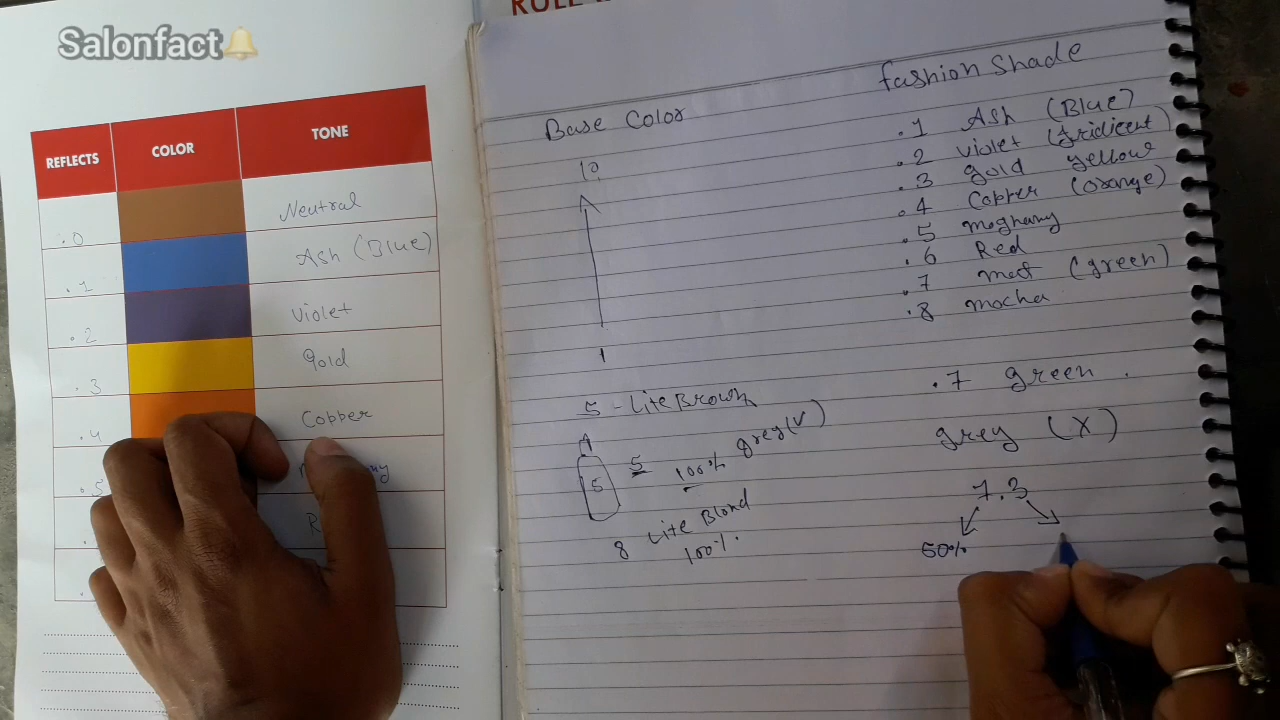 Salonfact🔔
REFLECTS COLOR TONE
.0 Neutral
.1 Ash (Blue)
.2 Violet
.3 gold
.4 Copper
.5
Base Color
10
1
5 - Lite Brown
5 5 100% grey (V)
8 Lite Blond
100%.
fashion Shade
.1 Ash (Blue)
.2 violet
.3 gold yellow
.4 Copper (orange)
.5 moghany
.6 Red
.7 mat (green)
.8 mocha
.7 green .
grey (X)
7.3
50%